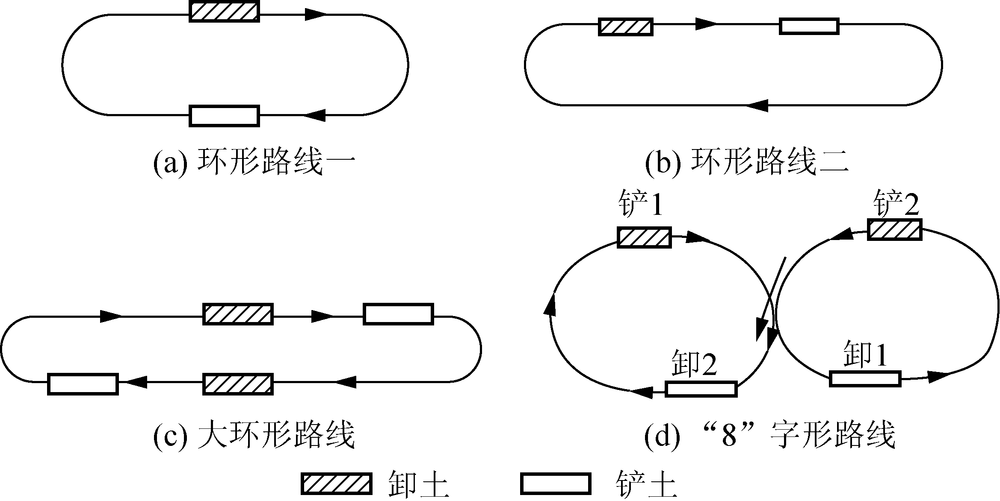 (a) 环形路线一
(b) 环形路线二
铲1
铲2
卸2
卸1
(c) 大环形路线
(d) “8”字形路线
卸土
铲土